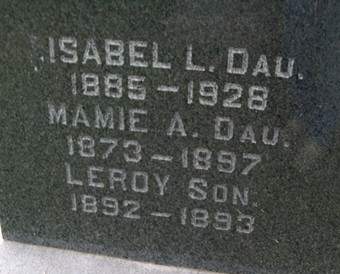 ISABEL L. DAU.
1885 - 1928
MAMIE A. DAU.
1873 - 1897
LEROY SON.
1892 - 1893